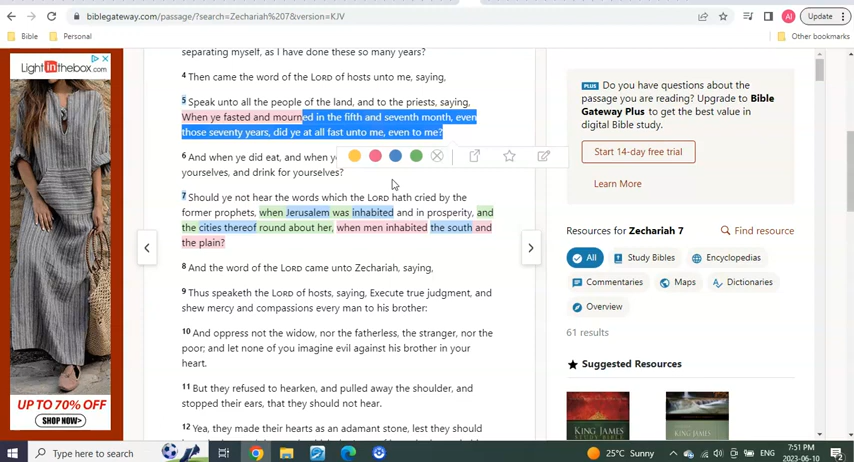 biblegateway.com/passage/?search=Zechariah%207&version=KJV
AI
Update
Bible
Personal
Other bookmarks
LightInTheBox.com
UP TO 70% OFF
SHOP NOW>
separating myself, as I have done these so many years?
4 Then came the word of the LORD of hosts unto me, saying,
5 Speak unto all the people of the land, and to the priests, saying,
When ye fasted and mourned in the fifth and seventh month, even
those seventy years, did ye at all fast unto me, even to me?
6 And when ye did eat, and when y
yourselves, and drink for yourselves?
7 Should ye not hear the words which the LORD hath cried by the
former prophets, when Jerusalem was inhabited and in prosperity, and
the cities thereof round about her, when men inhabited the south and
the plain?
8 And the word of the LORD came unto Zechariah, saying,
9 Thus speaketh the LORD of hosts, saying, Execute true judgment, and
shew mercy and compassions every man to his brother:
10 And oppress not the widow, nor the fatherless, the stranger, nor the
poor; and let none of you imagine evil against his brother in your
heart.
11 But they refused to hearken, and pulled away the shoulder, and
stopped their ears, that they should not hear.
12 Yea, they made their hearts as an adamant stone, lest they should
PLUS Do you have questions about the
passage you are reading? Upgrade to Bible
Gateway Plus to get the best value in
digital Bible study.
Start 14-day free trial
Learn More
Resources for Zechariah 7
Find resource
All
Study Bibles
Encyclopedias
Commentaries
Maps
Dictionaries
Overview
61 results
Suggested Resources
KING JAMES
STUDY BIBLE
KING JAMES
Type here to search
25°C Sunny
ENG
7:51 PM
2023-06-10
2